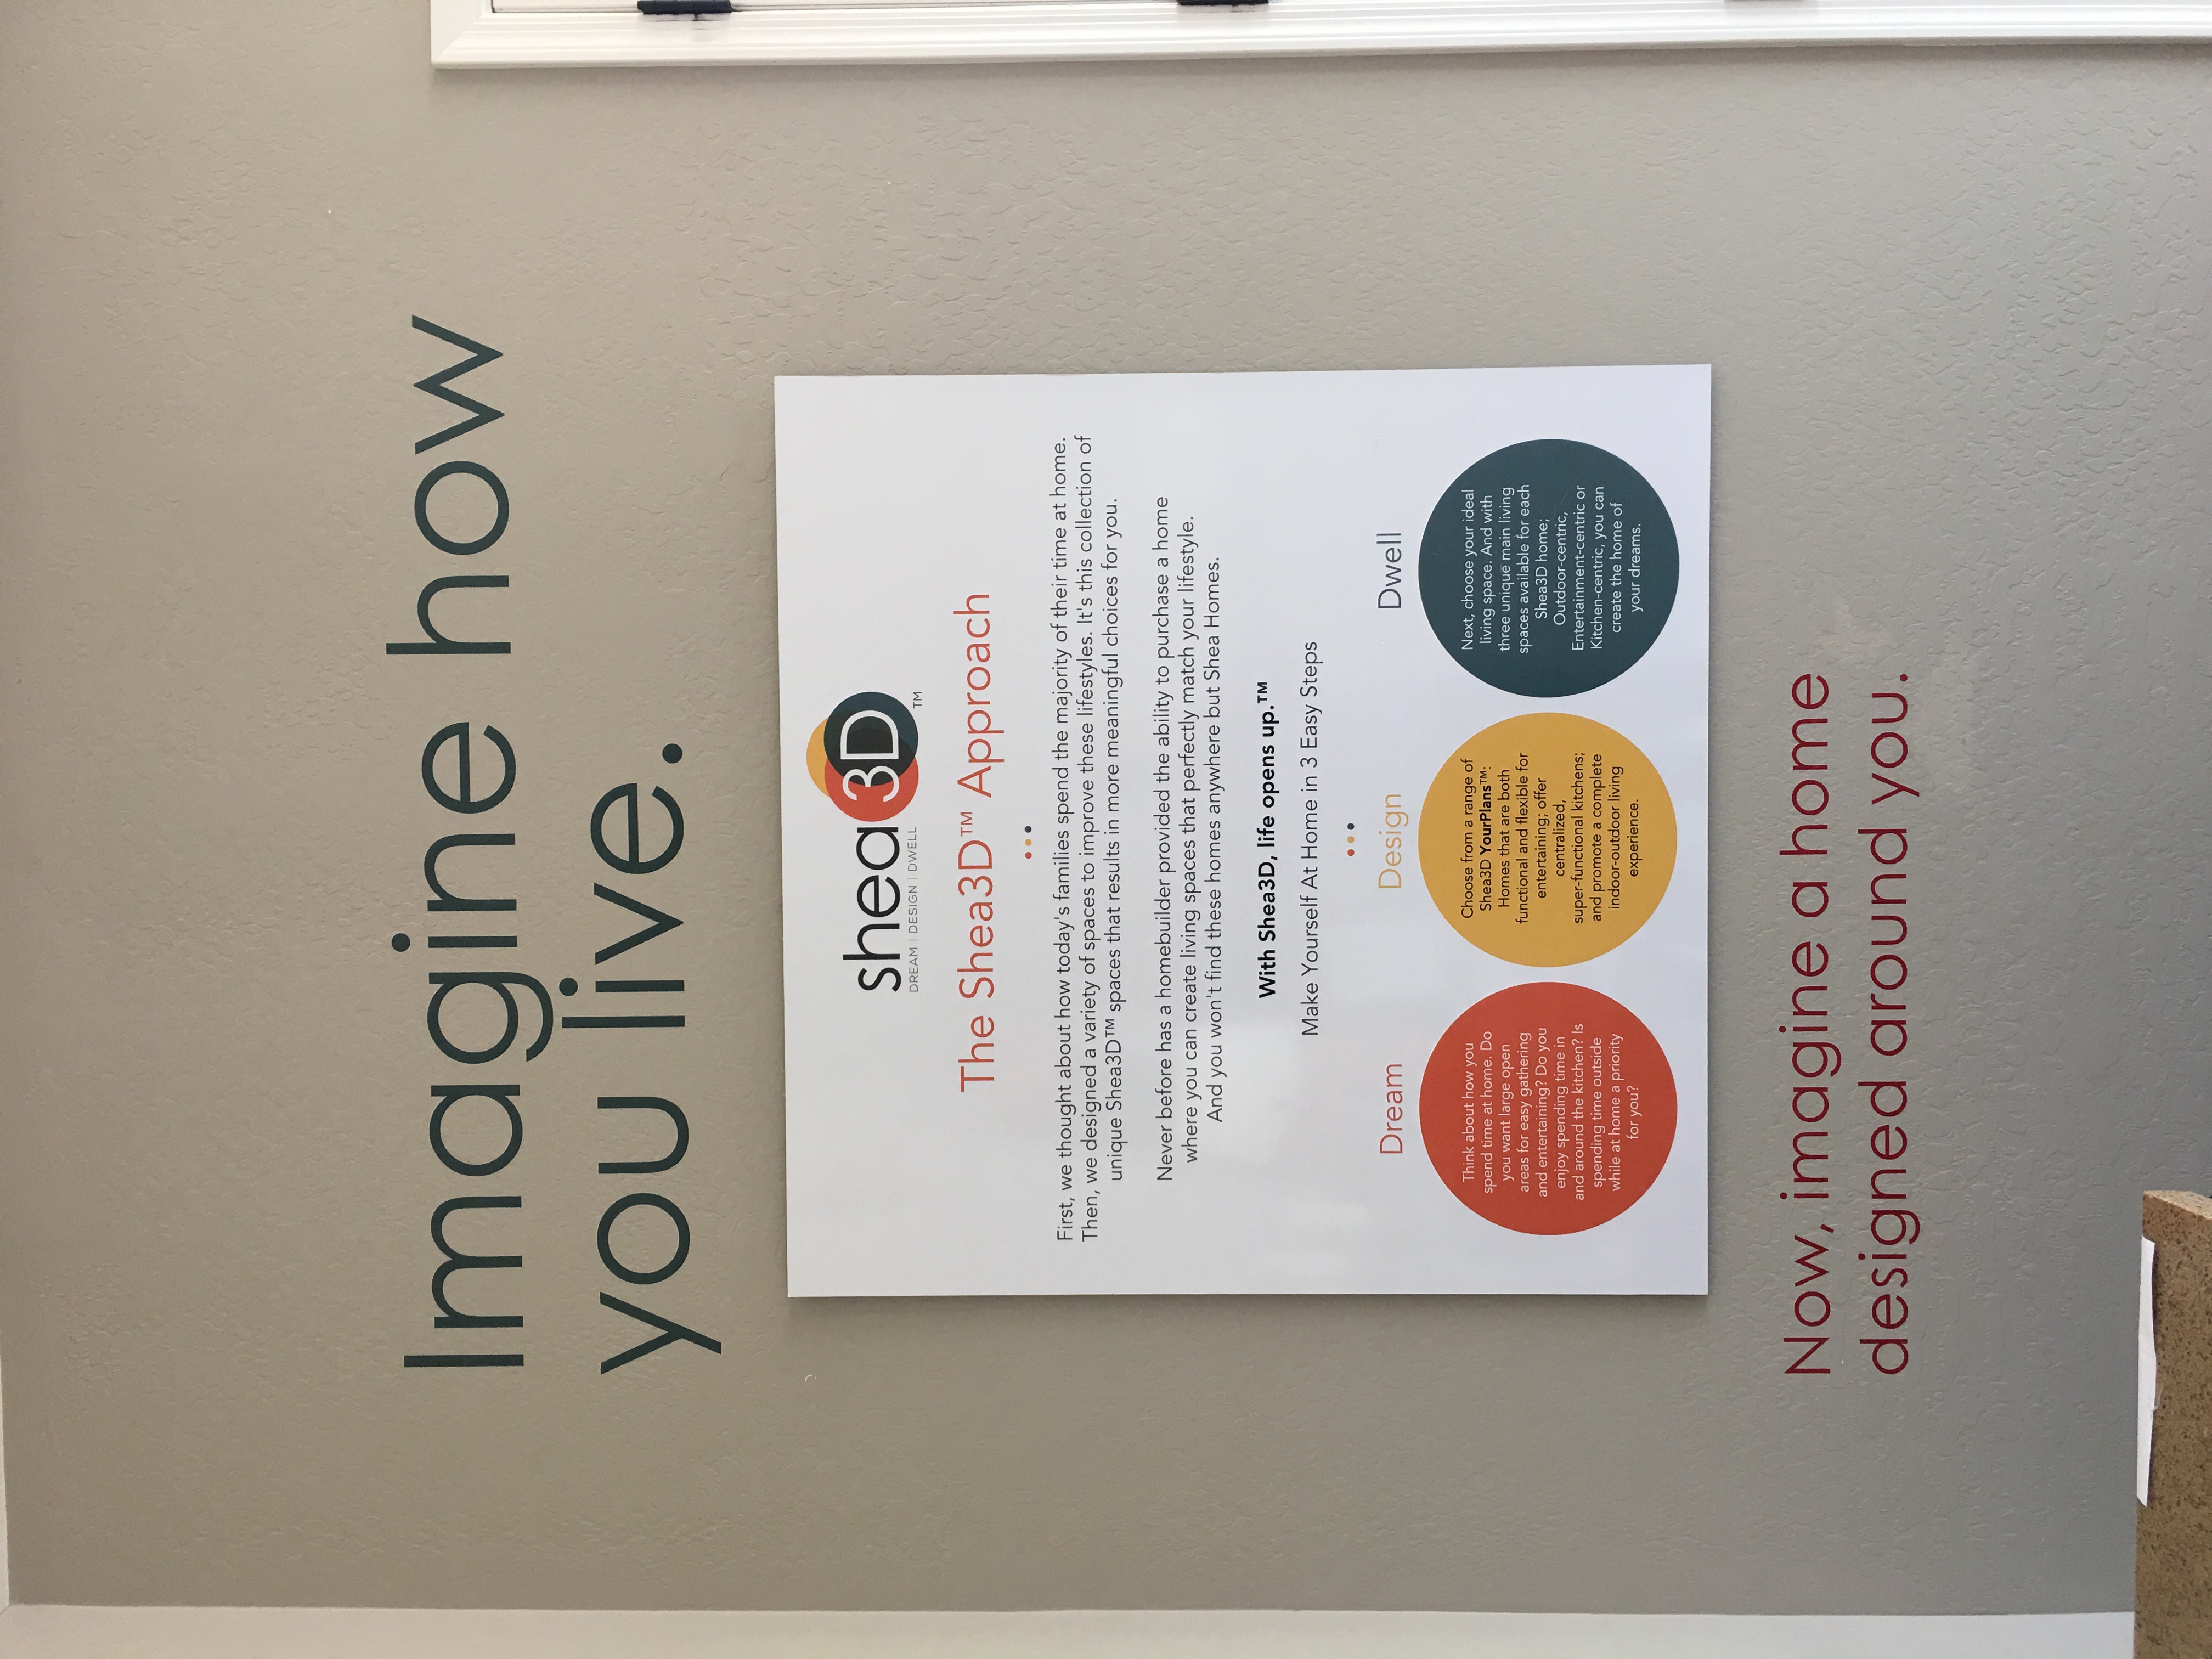 Imagine how
you live.
shea3D
DREAM | DESIGN | DWELL
TM
The Shea3D™ Approach
First, we thought about how today's families spend the majority of their time at home.
Then, we designed a variety of spaces to improve these lifestyles. It's this collection of
unique Shea3D™ spaces that results in more meaningful choices for you.
Never before has a homebuilder provided the ability to purchase a home
where you can create living spaces that perfectly match your lifestyle.
And you won't find these homes anywhere but Shea Homes.
With Shea3D, life opens up.™
Make Yourself At Home in 3 Easy Steps
Dream
Think about how you
spend time at home. Do
you want large open
areas for easy gathering
and entertaining? Do you
enjoy spending time in
and around the kitchen? Is
spending time outside
while at home a priority
for you?
Design
Choose from a range of
Shea3D YourPlans™:
Homes that are both
functional and flexible for
entertaining; offer
centralized,
super-functional kitchens;
and promote a complete
indoor-outdoor living
experience.
Dwell
Next, choose your ideal
living space. And with
three unique main living
spaces available for each
Shea3D home;
Outdoor-centric,
Entertainment-centric or
Kitchen-centric, you can
create the home of
your dreams.
Now, imagine a home
designed around you.